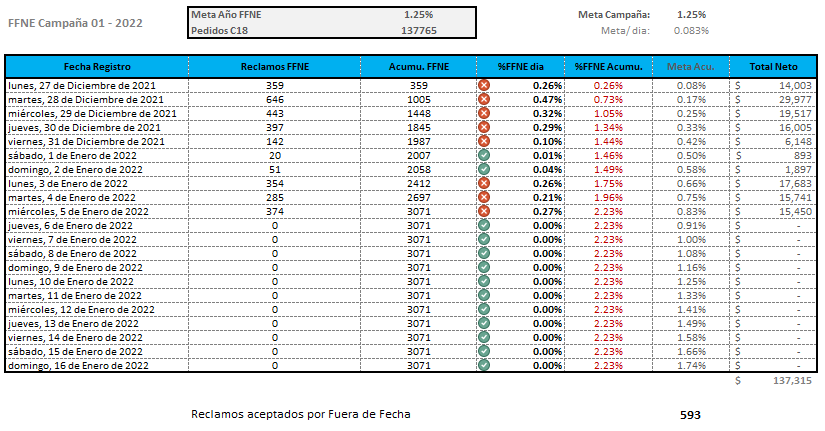 FFNE Campaña 01 - 2022
Meta Año FFNE 1.25%
Pedidos C18 137765
Meta Campaña: 1.25%
Meta/ dia: 0.083%
Fecha Registro Reclamos FFNE Acumu. FFNE %FFNE dia %FFNE Acumu. Meta Acu. Total Neto
lunes, 27 de Diciembre de 2021 359 359 0.26% 0.26% 0.08% $ 14,003
martes, 28 de Diciembre de 2021 646 1005 0.47% 0.73% 0.17% $ 29,977
miércoles, 29 de Diciembre de 2021 443 1448 0.32% 1.05% 0.25% $ 19,517
jueves, 30 de Diciembre de 2021 397 1845 0.29% 1.34% 0.33% $ 16,005
viernes, 31 de Diciembre de 2021 142 1987 0.10% 1.44% 0.42% $ 6,148
sábado, 1 de Enero de 2022 20 2007 0.01% 1.46% 0.50% $ 893
domingo, 2 de Enero de 2022 51 2058 0.04% 1.49% 0.58% $ 1,897
lunes, 3 de Enero de 2022 354 2412 0.26% 1.75% 0.66% $ 17,683
martes, 4 de Enero de 2022 285 2697 0.21% 1.96% 0.75% $ 15,741
miércoles, 5 de Enero de 2022 374 3071 0.27% 2.23% 0.83% $ 15,450
jueves, 6 de Enero de 2022 0 3071 0.00% 2.23% 0.91% $ -
viernes, 7 de Enero de 2022 0 3071 0.00% 2.23% 1.00% $ -
sábado, 8 de Enero de 2022 0 3071 0.00% 2.23% 1.08% $ -
domingo, 9 de Enero de 2022 0 3071 0.00% 2.23% 1.16% $ -
lunes, 10 de Enero de 2022 0 3071 0.00% 2.23% 1.25% $ -
martes, 11 de Enero de 2022 0 3071 0.00% 2.23% 1.33% $ -
miércoles, 12 de Enero de 2022 0 3071 0.00% 2.23% 1.41% $ -
jueves, 13 de Enero de 2022 0 3071 0.00% 2.23% 1.49% $ -
viernes, 14 de Enero de 2022 0 3071 0.00% 2.23% 1.58% $ -
sábado, 15 de Enero de 2022 0 3071 0.00% 2.23% 1.66% $ -
domingo, 16 de Enero de 2022 0 3071 0.00% 2.23% 1.74% $ -
$ 137,315
Reclamos aceptados por Fuera de Fecha 593